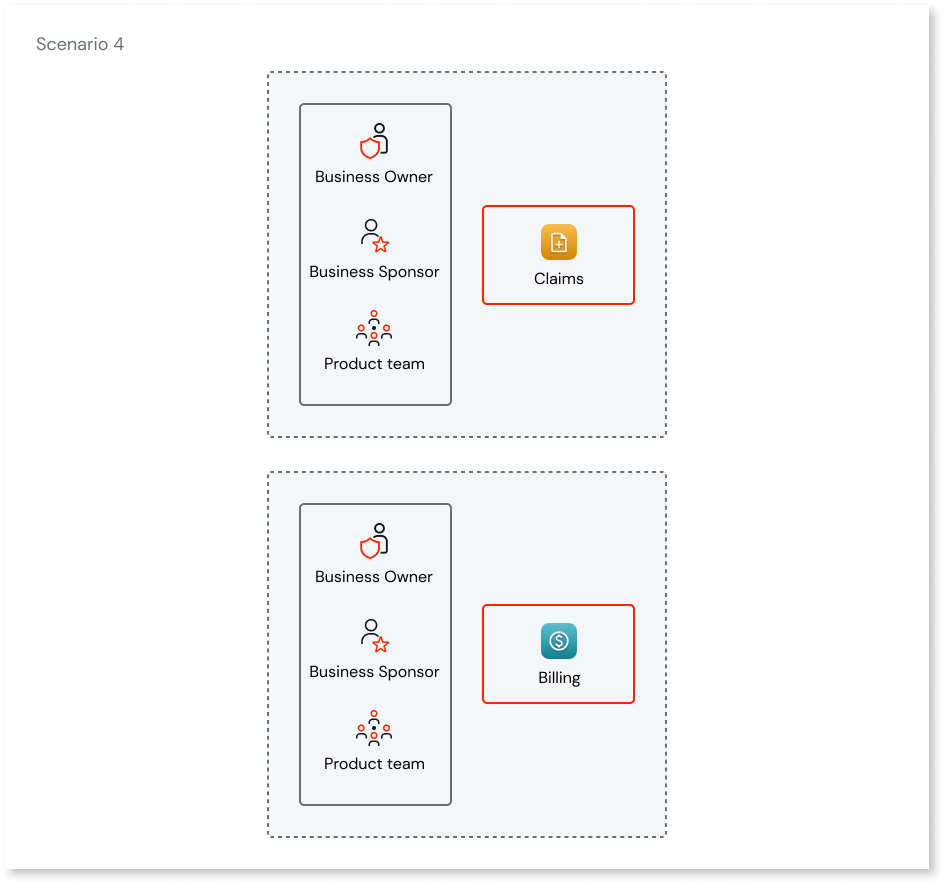 Scenario 4
Business Owner
Business Sponsor
Product team
Claims
Business Owner
Business Sponsor
Product team
Billing